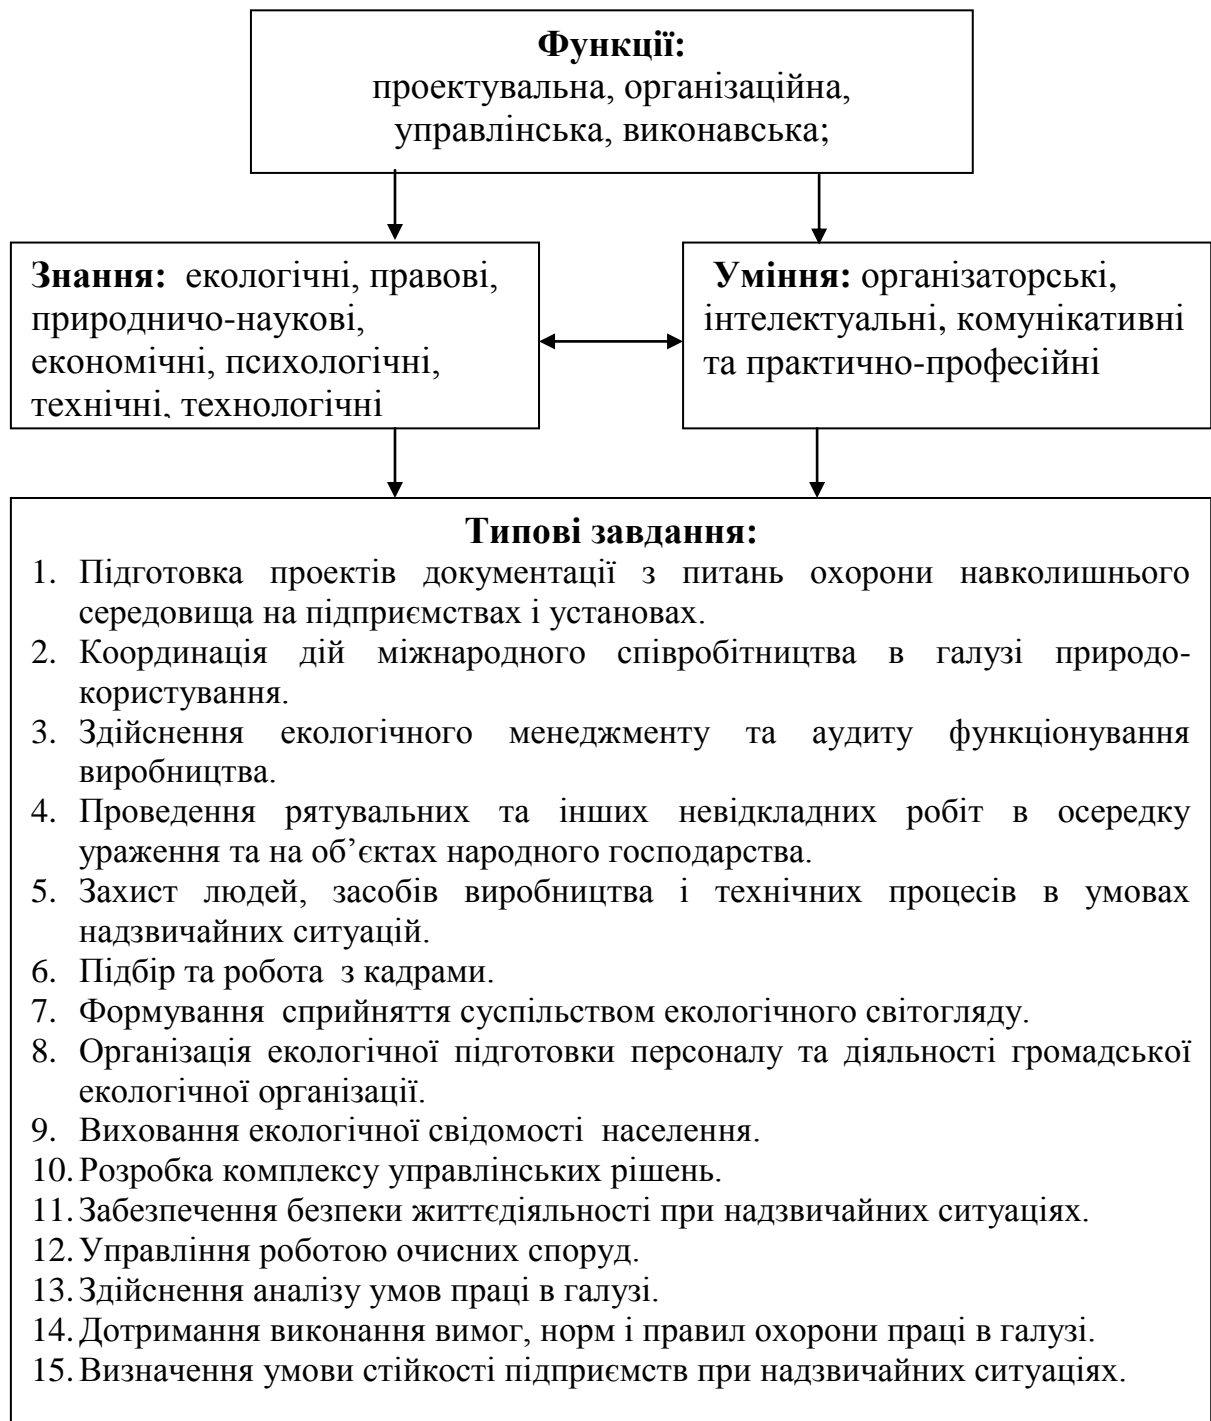 Функції:
проектувальна, організаційна,
управлінська, виконавська;
Знання: екологічні, правові,
природничо-наукові,
економічні, психологічні,
технічні, технологічні
Уміння: організаторські,
інтелектуальні, комунікативні
та практично-професійні
Типові завдання:
1. Підготовка проектів документації з питань охорони навколишнього
середовища на підприємствах і установах.
2. Координація дій міжнародного співробітництва в галузі природо-
користування.
3. Здійснення екологічного менеджменту та аудиту функціонування
виробництва.
4. Проведення рятувальних та інших невідкладних робіт в осередку
ураження та на об’єктах народного господарства.
5. Захист людей, засобів виробництва і технічних процесів в умовах
надзвичайних ситуацій.
6. Підбір та робота з кадрами.
7. Формування сприйняття суспільством екологічного світогляду.
8. Організація екологічної підготовки персоналу та діяльності громадської
екологічної організації.
9. Виховання екологічної свідомості населення.
10. Розробка комплексу управлінських рішень.
11. Забезпечення безпеки життєдіяльності при надзвичайних ситуаціях.
12. Управління роботою очисних споруд.
13. Здійснення аналізу умов праці в галузі.
14. Дотримання виконання вимог, норм і правил охорони праці в галузі.
15. Визначення умови стійкості підприємств при надзвичайних ситуаціях.